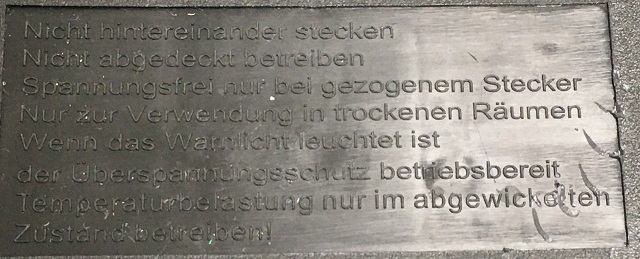 Nicht hintereinander stecken
Nicht abgedeckt betreiben
Spannungsfrei nur bei gezogenem Stecker
Nur zur Verwendung in trockenen Räumen
Wenn das Warnlicht leuchtet ist
der Überspannungsschutz betriebsbereit
Temperaturbelastung nur im abgewickelten
Zustand betreiben!